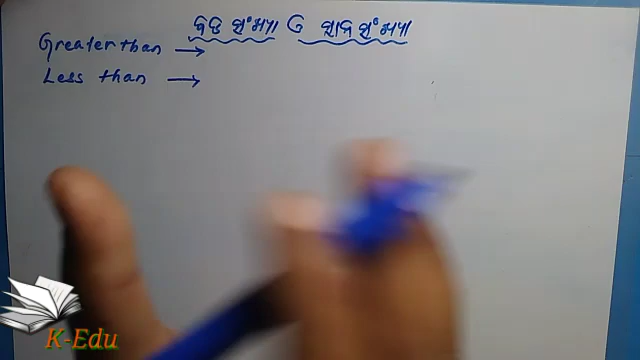 ବଡ ସଂଖ୍ୟା ଓ ସାନ ସଂଖ୍ୟା
Greater than →
Less than →
K-Edu